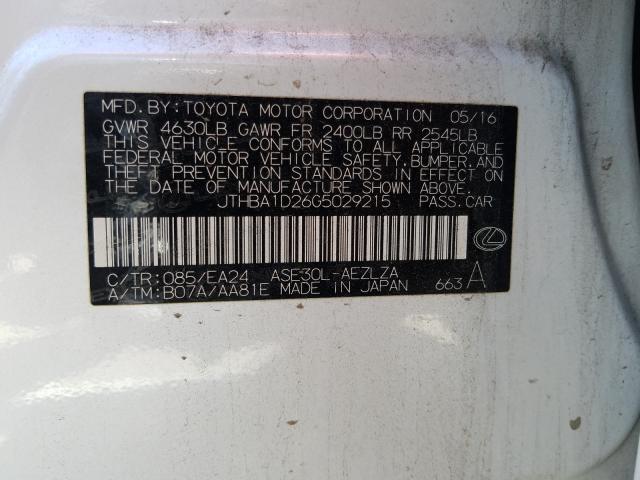 MFD. BY: TOYOTA MOTOR CORPORATION 05/16
GVWR 4630LB GAWR FR 2400LB RR 2545LB
THIS VEHICLE CONFORMS TO ALL APPLICABLE
FEDERAL MOTOR VEHICLE SAFETY, BUMPER, AND
THEFT PREVENTION STANDARDS IN EFFECT ON
THE DATE OF MANUFACTURE SHOWN ABOVE.
JTHBA1D26G5029215 PASS. CAR
C/TR: 085/EA24 ASE30L-AEZLZA
A/TM: B07A/AA81E MADE IN JAPAN 663 A